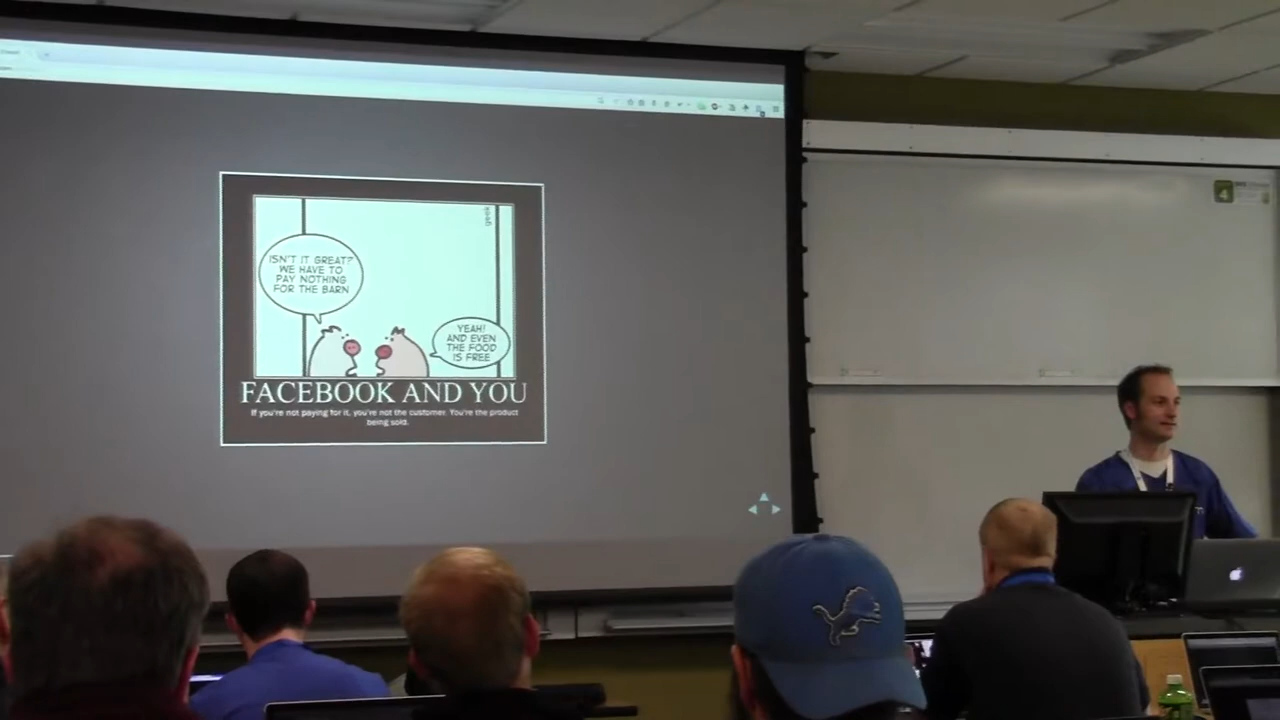 ISN'T IT GREAT?
WE HAVE TO
PAY NOTHING
FOR THE BARN
YEAH!
AND EVEN
THE FOOD
IS FREE
FACEBOOK AND YOU
If you're not paying for it, you're not the customer. You're the product
being sold.
4